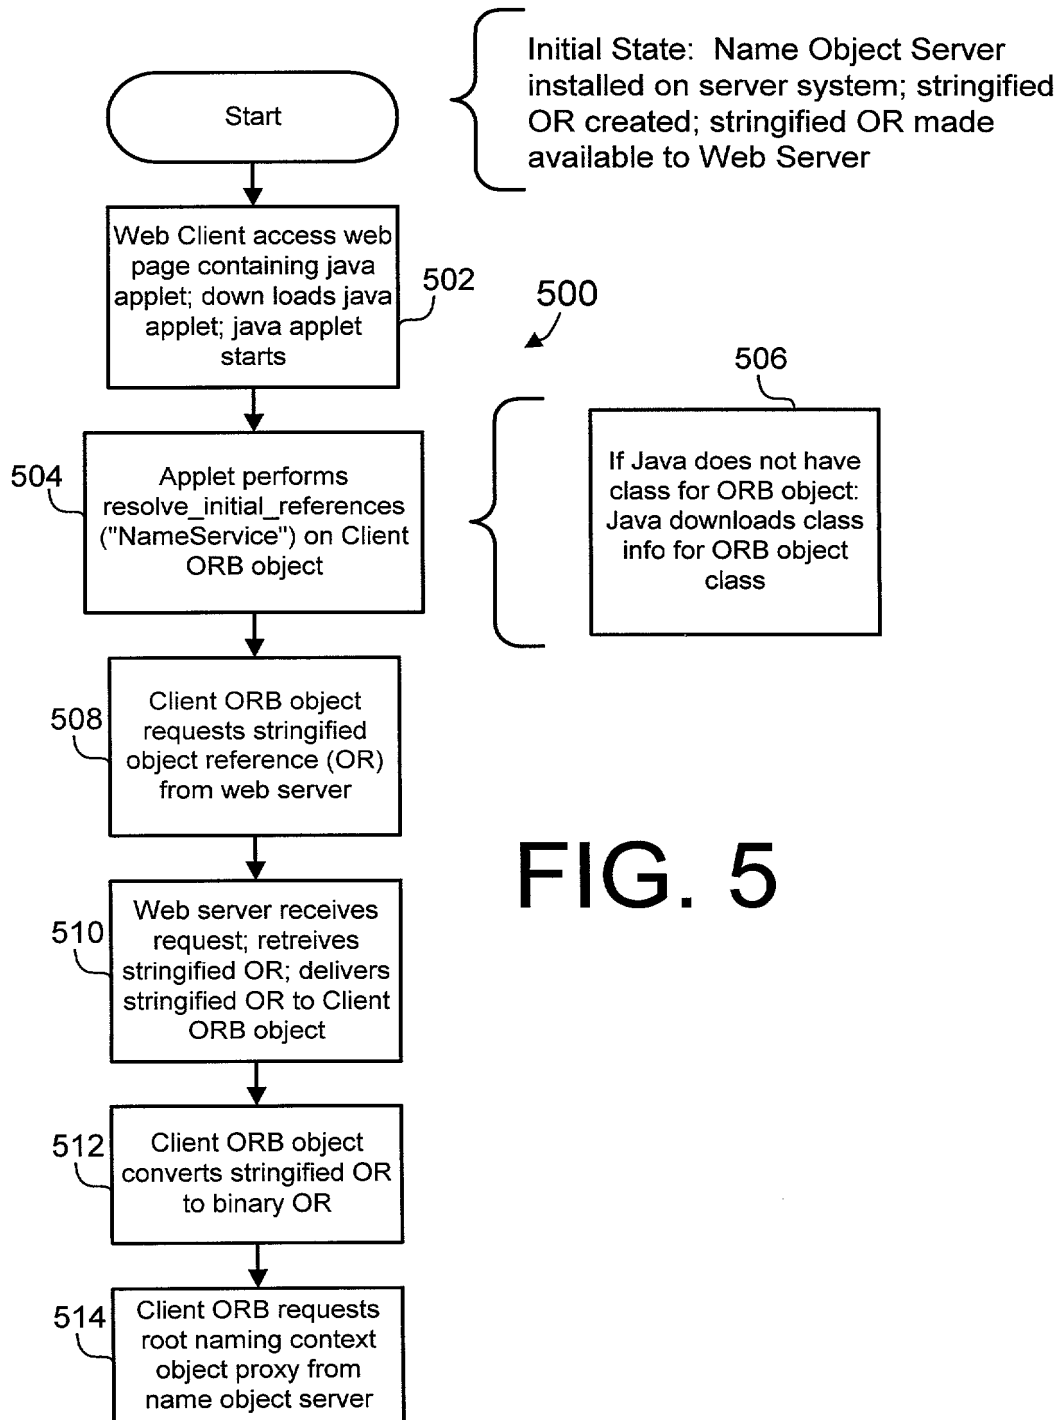 Initial State: Name Object Server
installed on server system; stringified
OR created; stringified OR made
available to Web Server
Start
Web Client access web
page containing java
applet; down loads java
applet; java applet
starts
502
500
506
504
Applet performs
resolve_initial_references
("NameService") on Client
ORB object
If Java does not have
class for ORB object:
Java downloads class
info for ORB object
class
508
Client ORB object
requests stringified
object reference (OR)
from web server
FIG. 5
510
Web server receives
request; retreives
stringified OR; delivers
stringified OR to Client
ORB object
512
Client ORB object
converts stringified OR
to binary OR
514
Client ORB requests
root naming context
object proxy from
name object server